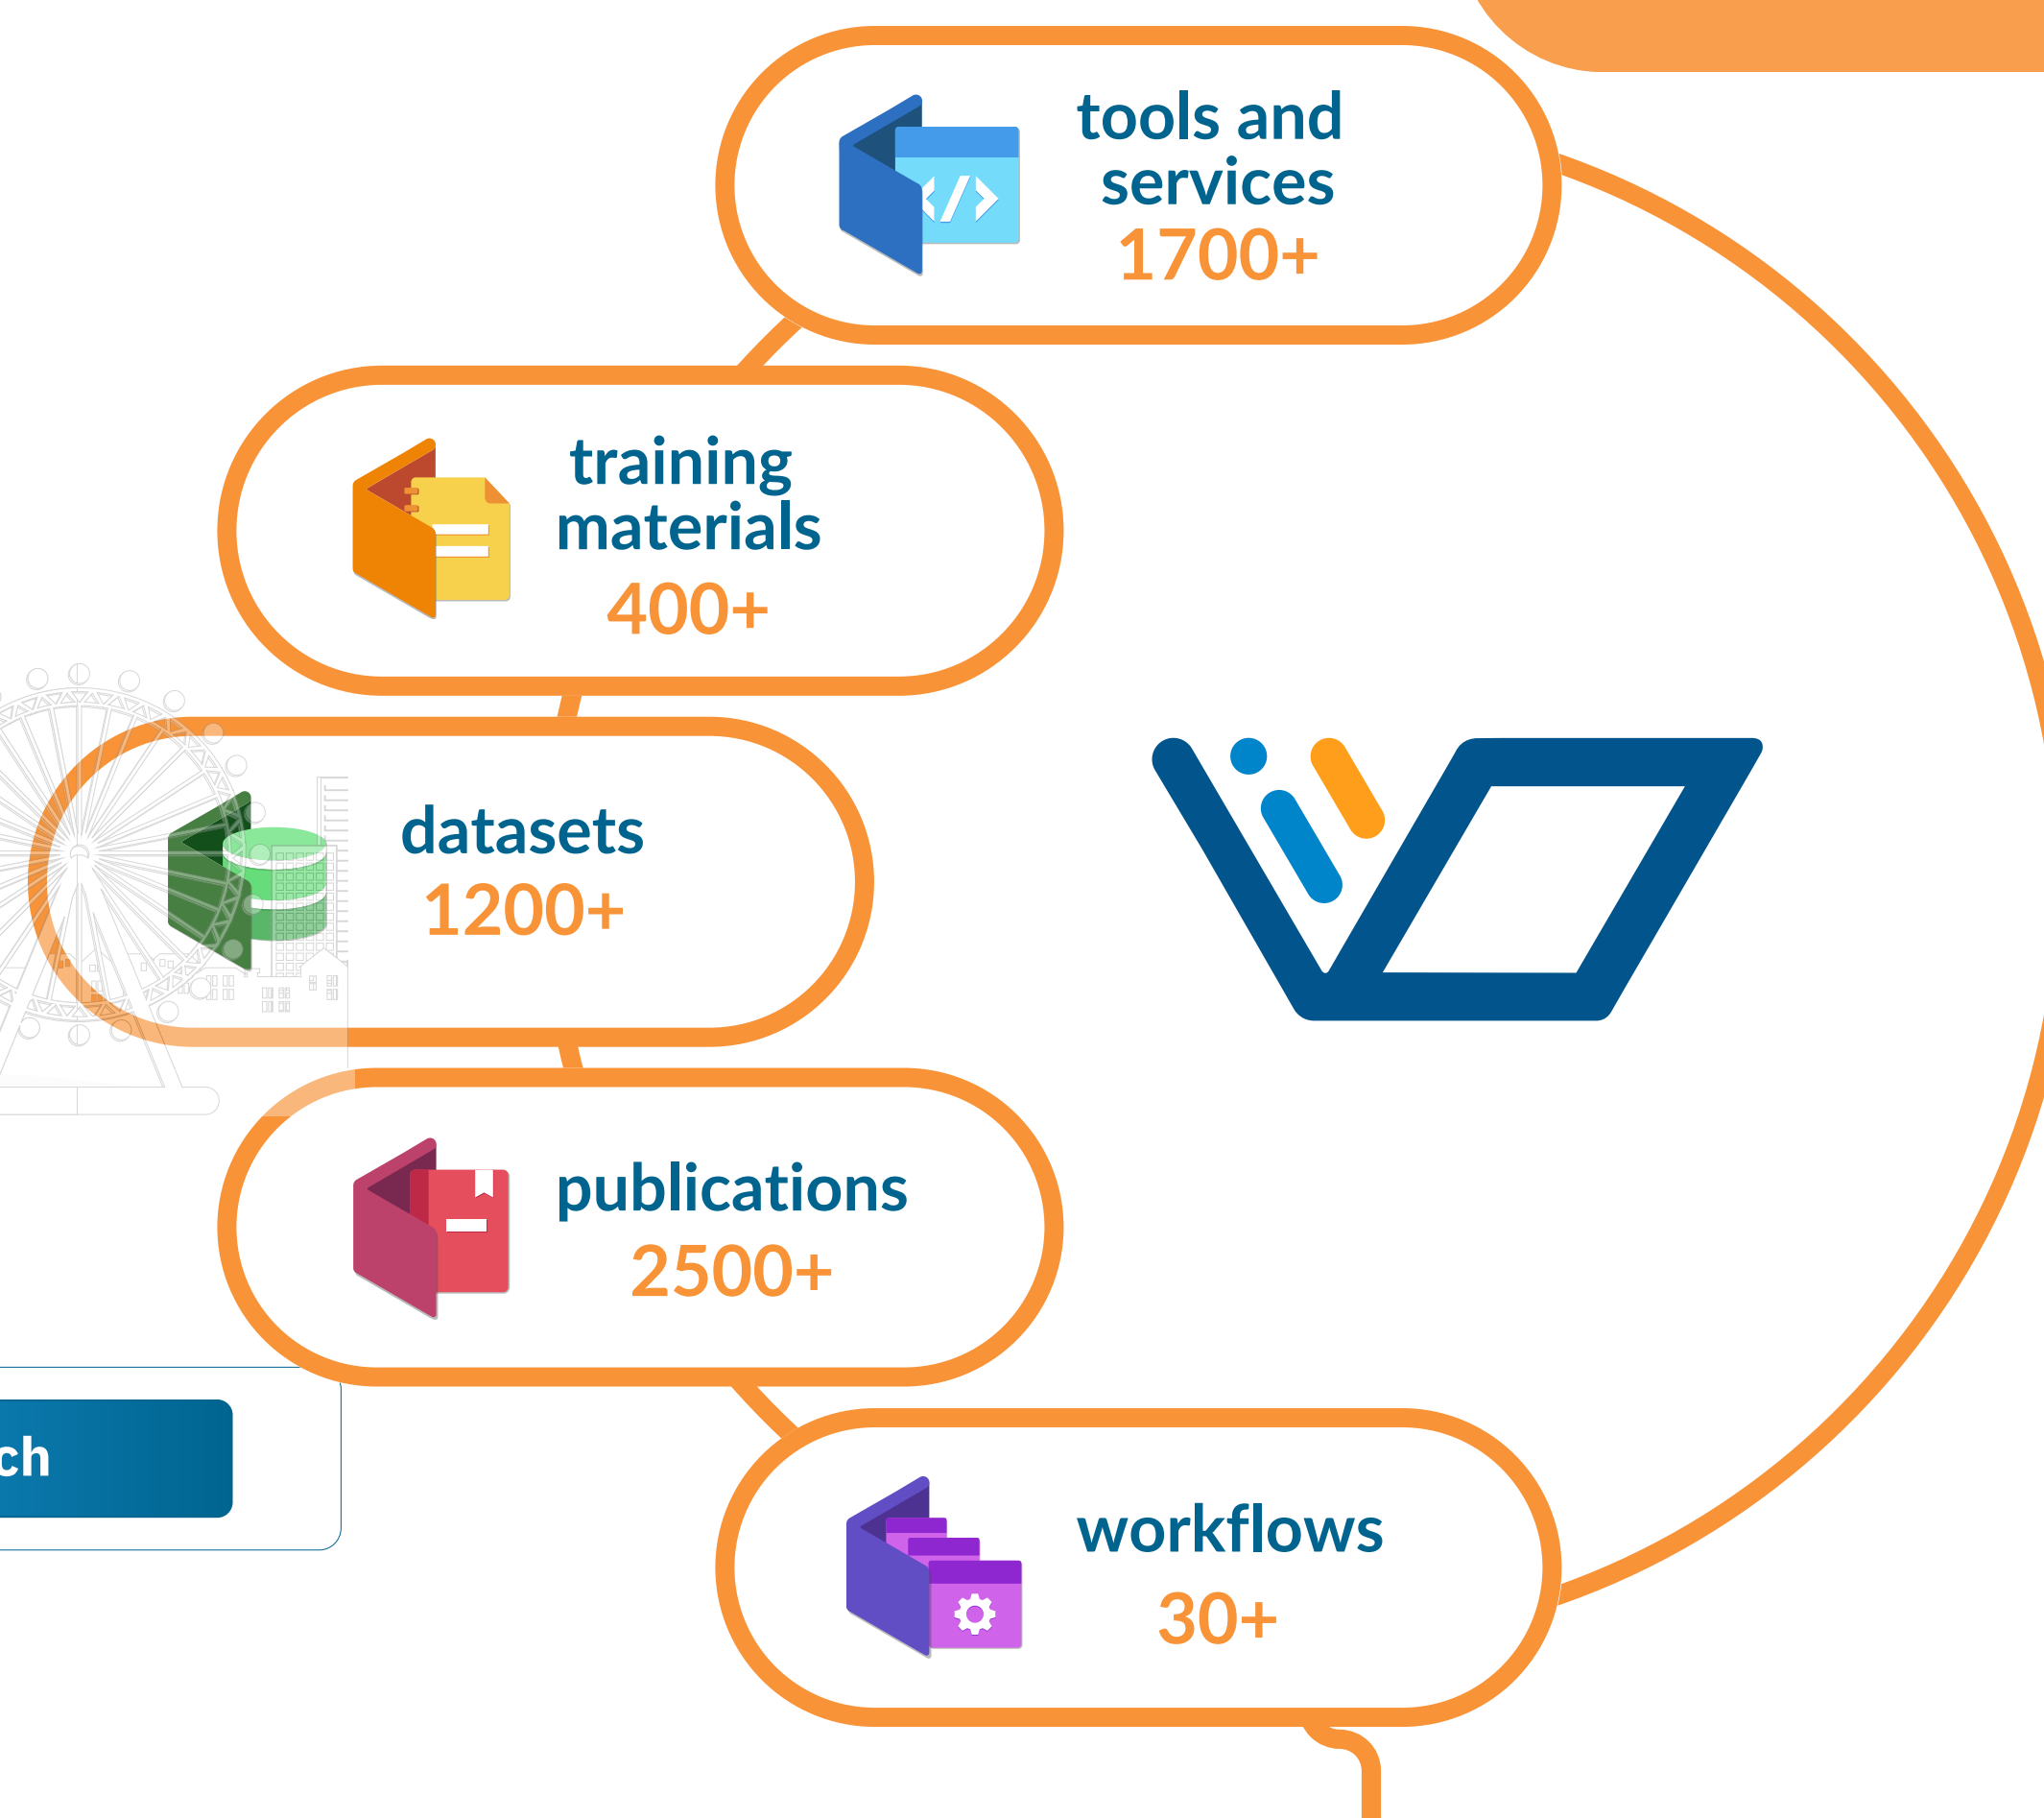 tools and
services
1700+
training
materials
400+
datasets
1200+
publications
2500+
ch
workflows
30+